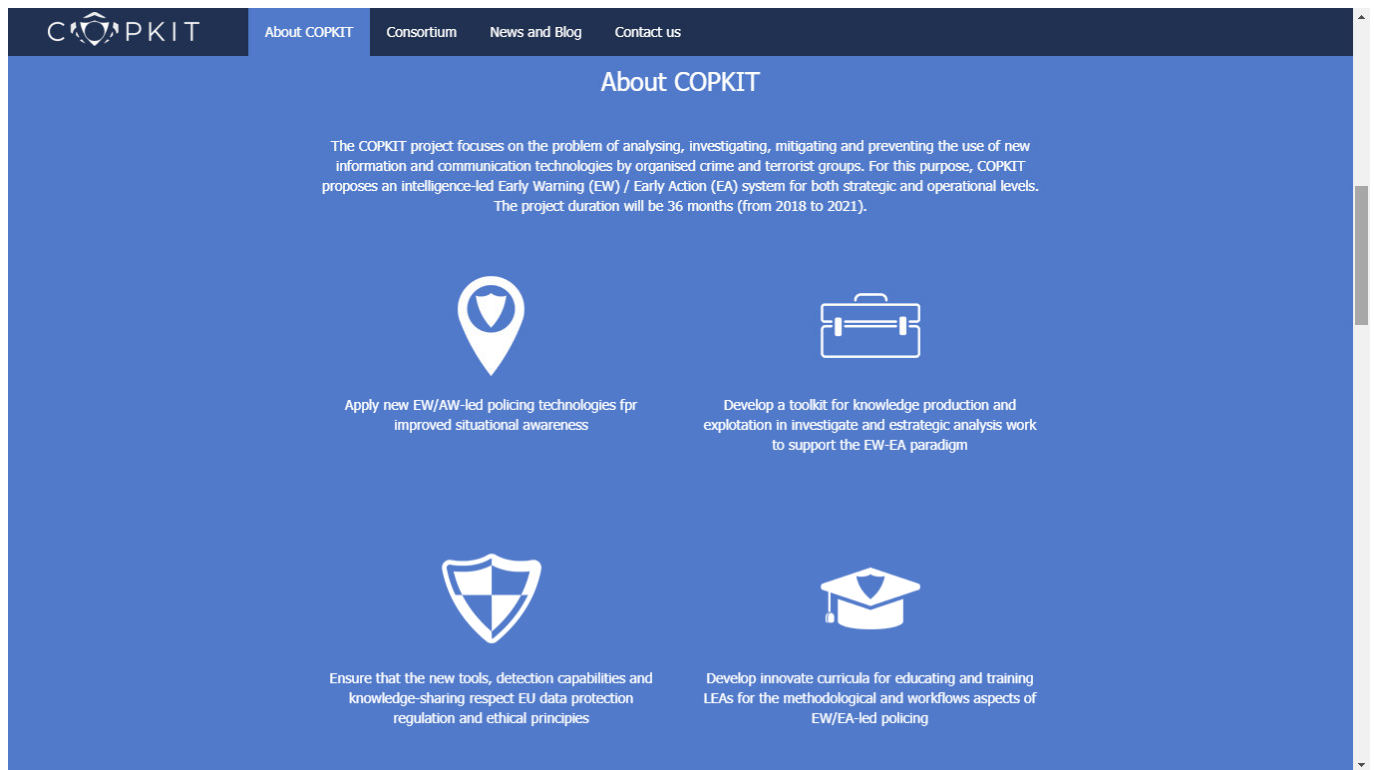 COPKIT
About COPKIT
Consortium
News and Blog
Contact us
About COPKIT
The COPKIT project focuses on the problem of analysing, investigating, mitigating and preventing the use of new
information and communication technologies by organised crime and terrorist groups. For this purpose, COPKIT
proposes an intelligence-led Early Warning (EW) / Early Action (EA) system for both strategic and operational levels.
The project duration will be 36 months (from 2018 to 2021).
Apply new EW/AW-led policing technologies fpr
improved situational awareness
Develop a toolkit for knowledge production and
explotation in investigate and estrategic analysis work
to support the EW-EA paradigm
Ensure that the new tools, detection capabilities and
knowledge-sharing respect EU data protection
regulation and ethical principies
Develop innovate curricula for educating and training
LEAs for the methodological and workflows aspects of
EW/EA-led policing